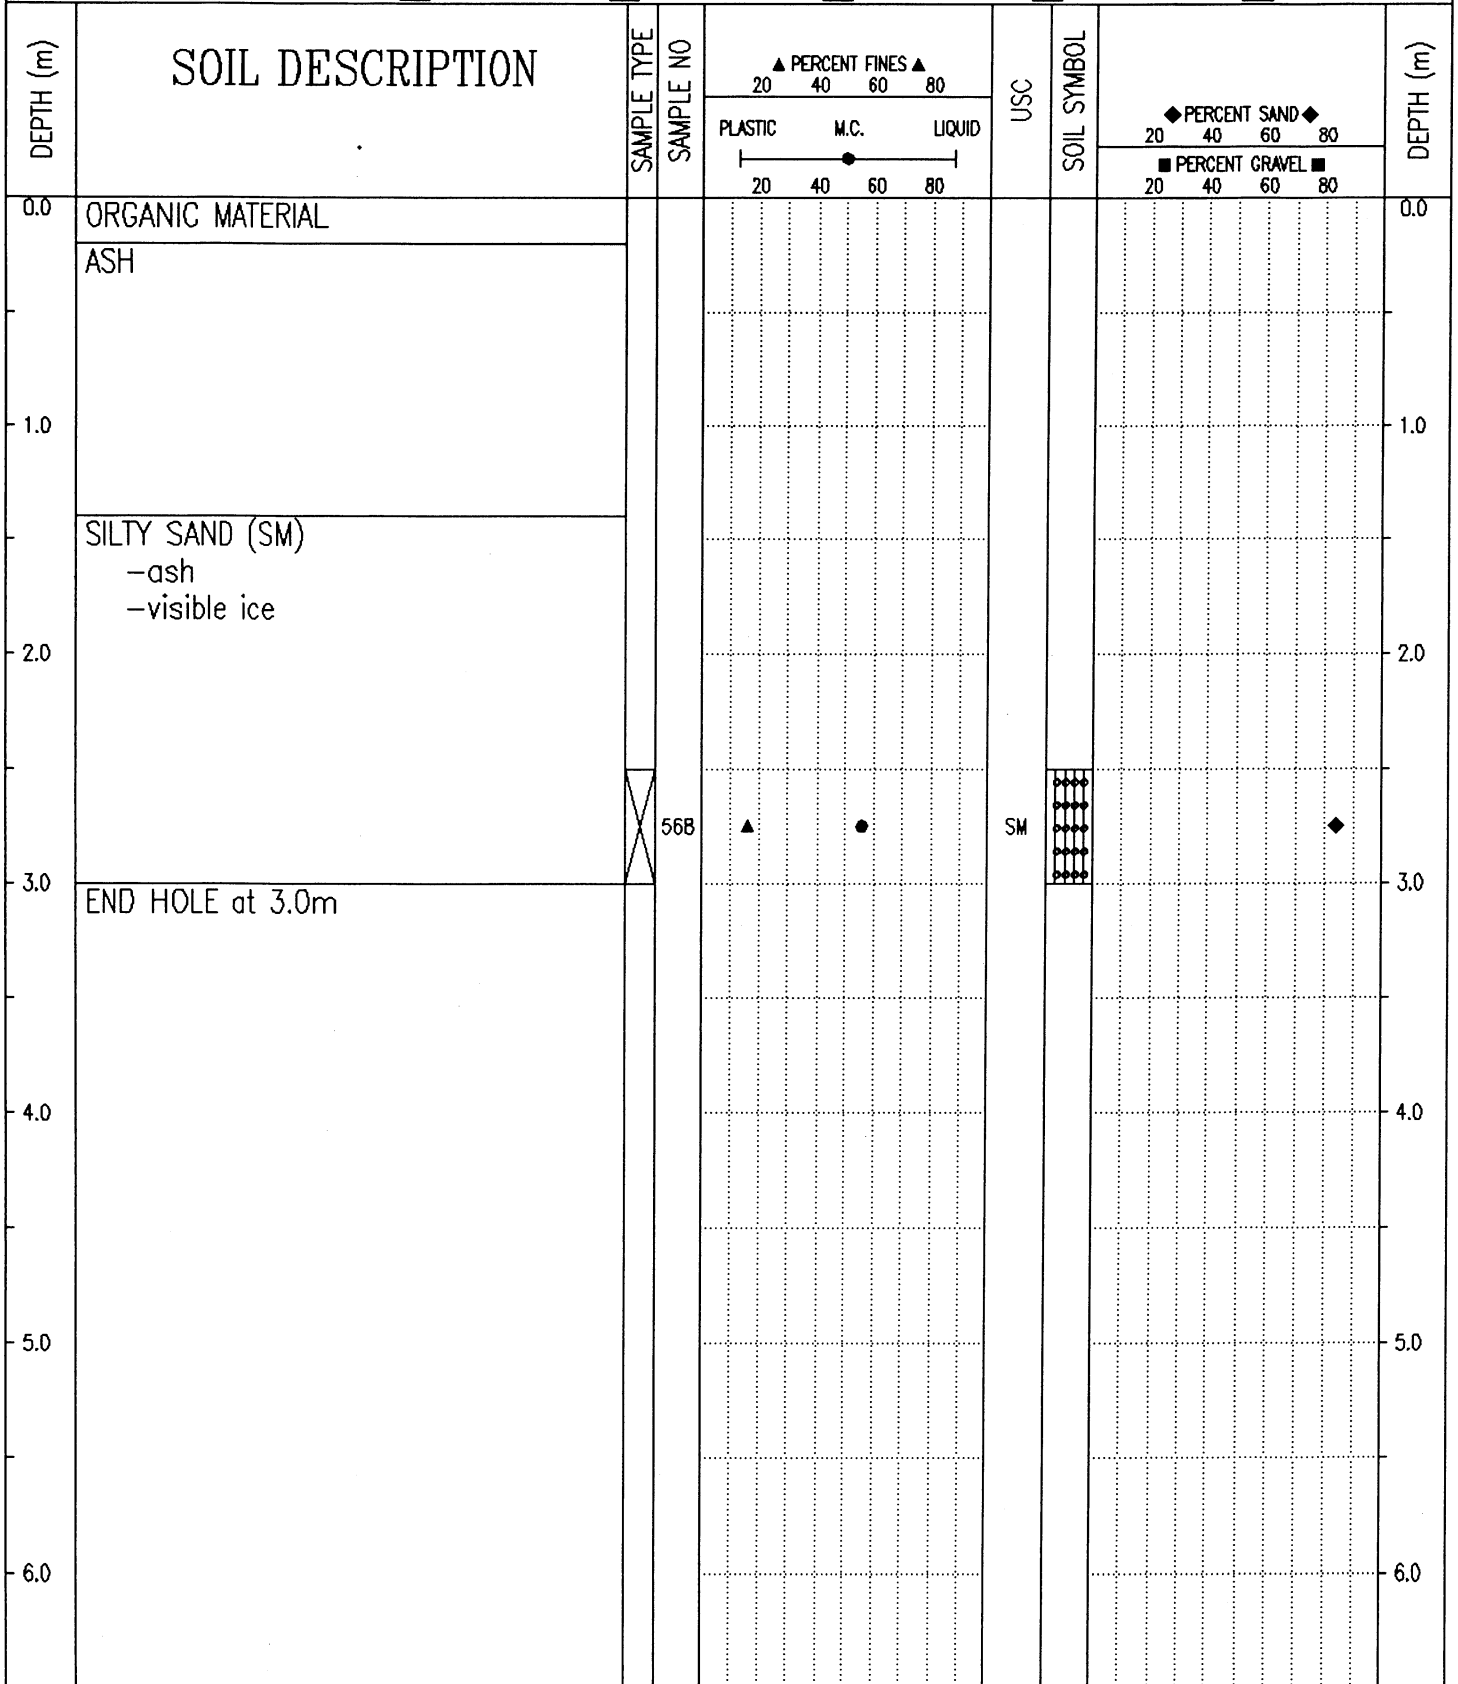 DEPTH (m)
SOIL DESCRIPTION
SAMPLE TYPE
SAMPLE NO
▲ PERCENT FINES ▲
20 40 60 80
PLASTIC M.C. LIQUID
20 40 60 80
USC
SOIL SYMBOL
◆ PERCENT SAND ◆
20 40 60 80
■ PERCENT GRAVEL ■
20 40 60 80
DEPTH (m)
0.0 ORGANIC MATERIAL 0.0
ASH
1.0 1.0
SILTY SAND (SM)
-ash
-visible ice
2.0 2.0
56B SM
3.0 3.0
END HOLE at 3.0m
4.0 4.0
5.0 5.0
6.0 6.0